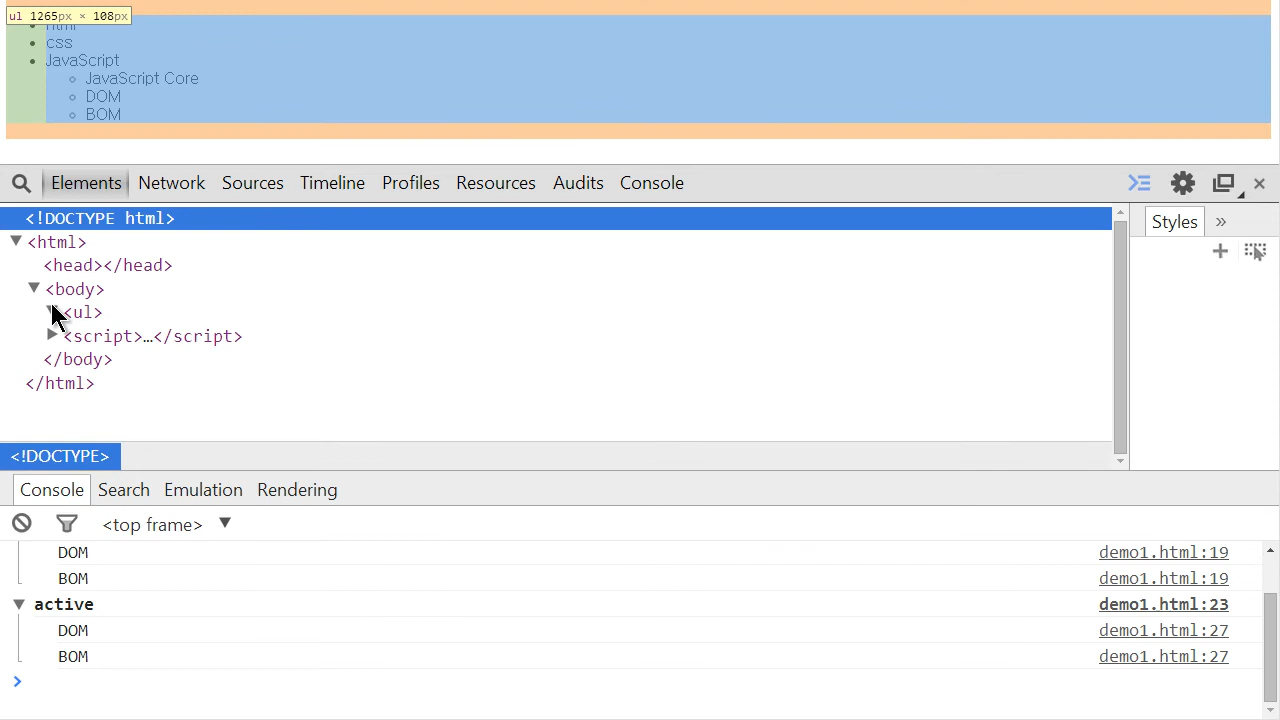 ul 1265px × 108px
html
css
JavaScript
JavaScript Core
DOM
BOM
Elements Network Sources Timeline Profiles Resources Audits Console
<!DOCTYPE html>
<html>
<head></head>
<body>
<ul>
<script>…</script>
</body>
</html>
Styles »
<!DOCTYPE>
Console Search Emulation Rendering
<top frame>
DOM demo1.html:19
BOM demo1.html:19
active demo1.html:23
DOM demo1.html:27
BOM demo1.html:27